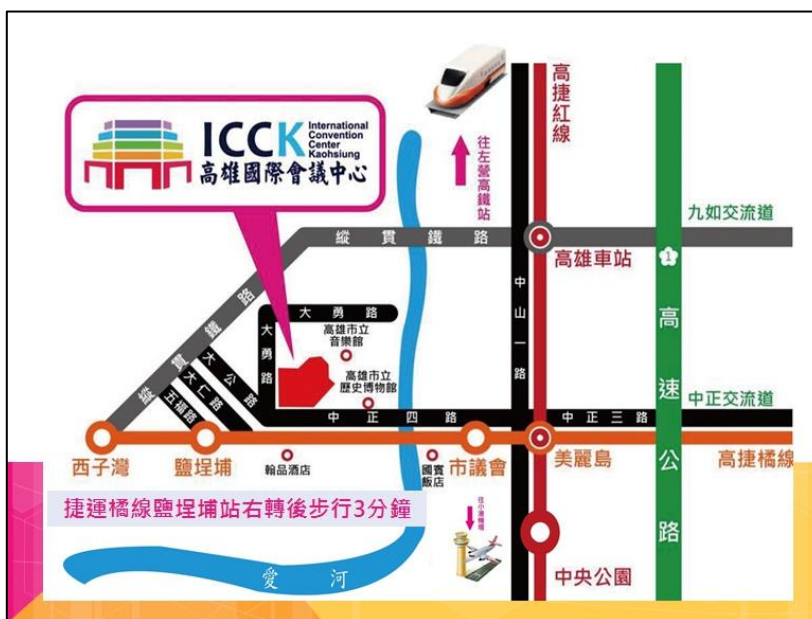 ICCK International
Convention
Center
Kaohsiung
高雄國際會議中心
往左營高鐵站
高捷紅線
九如交流道
縱貫鐵路
高雄車站
1
高速公路
中山一路
縱貫鐵路
大勇路
大勇路
高雄市立
音樂館
高雄市立
歷史博物館
大公路
大仁路
五福路
中正四路
中正三路
中正交流道
西子灣
鹽埕埔
翰品酒店
國賓
飯店
市議會
美麗島
高捷橘線
捷運橘線鹽埕埔站右轉後步行3分鐘
往小港機場
愛河
中央公園